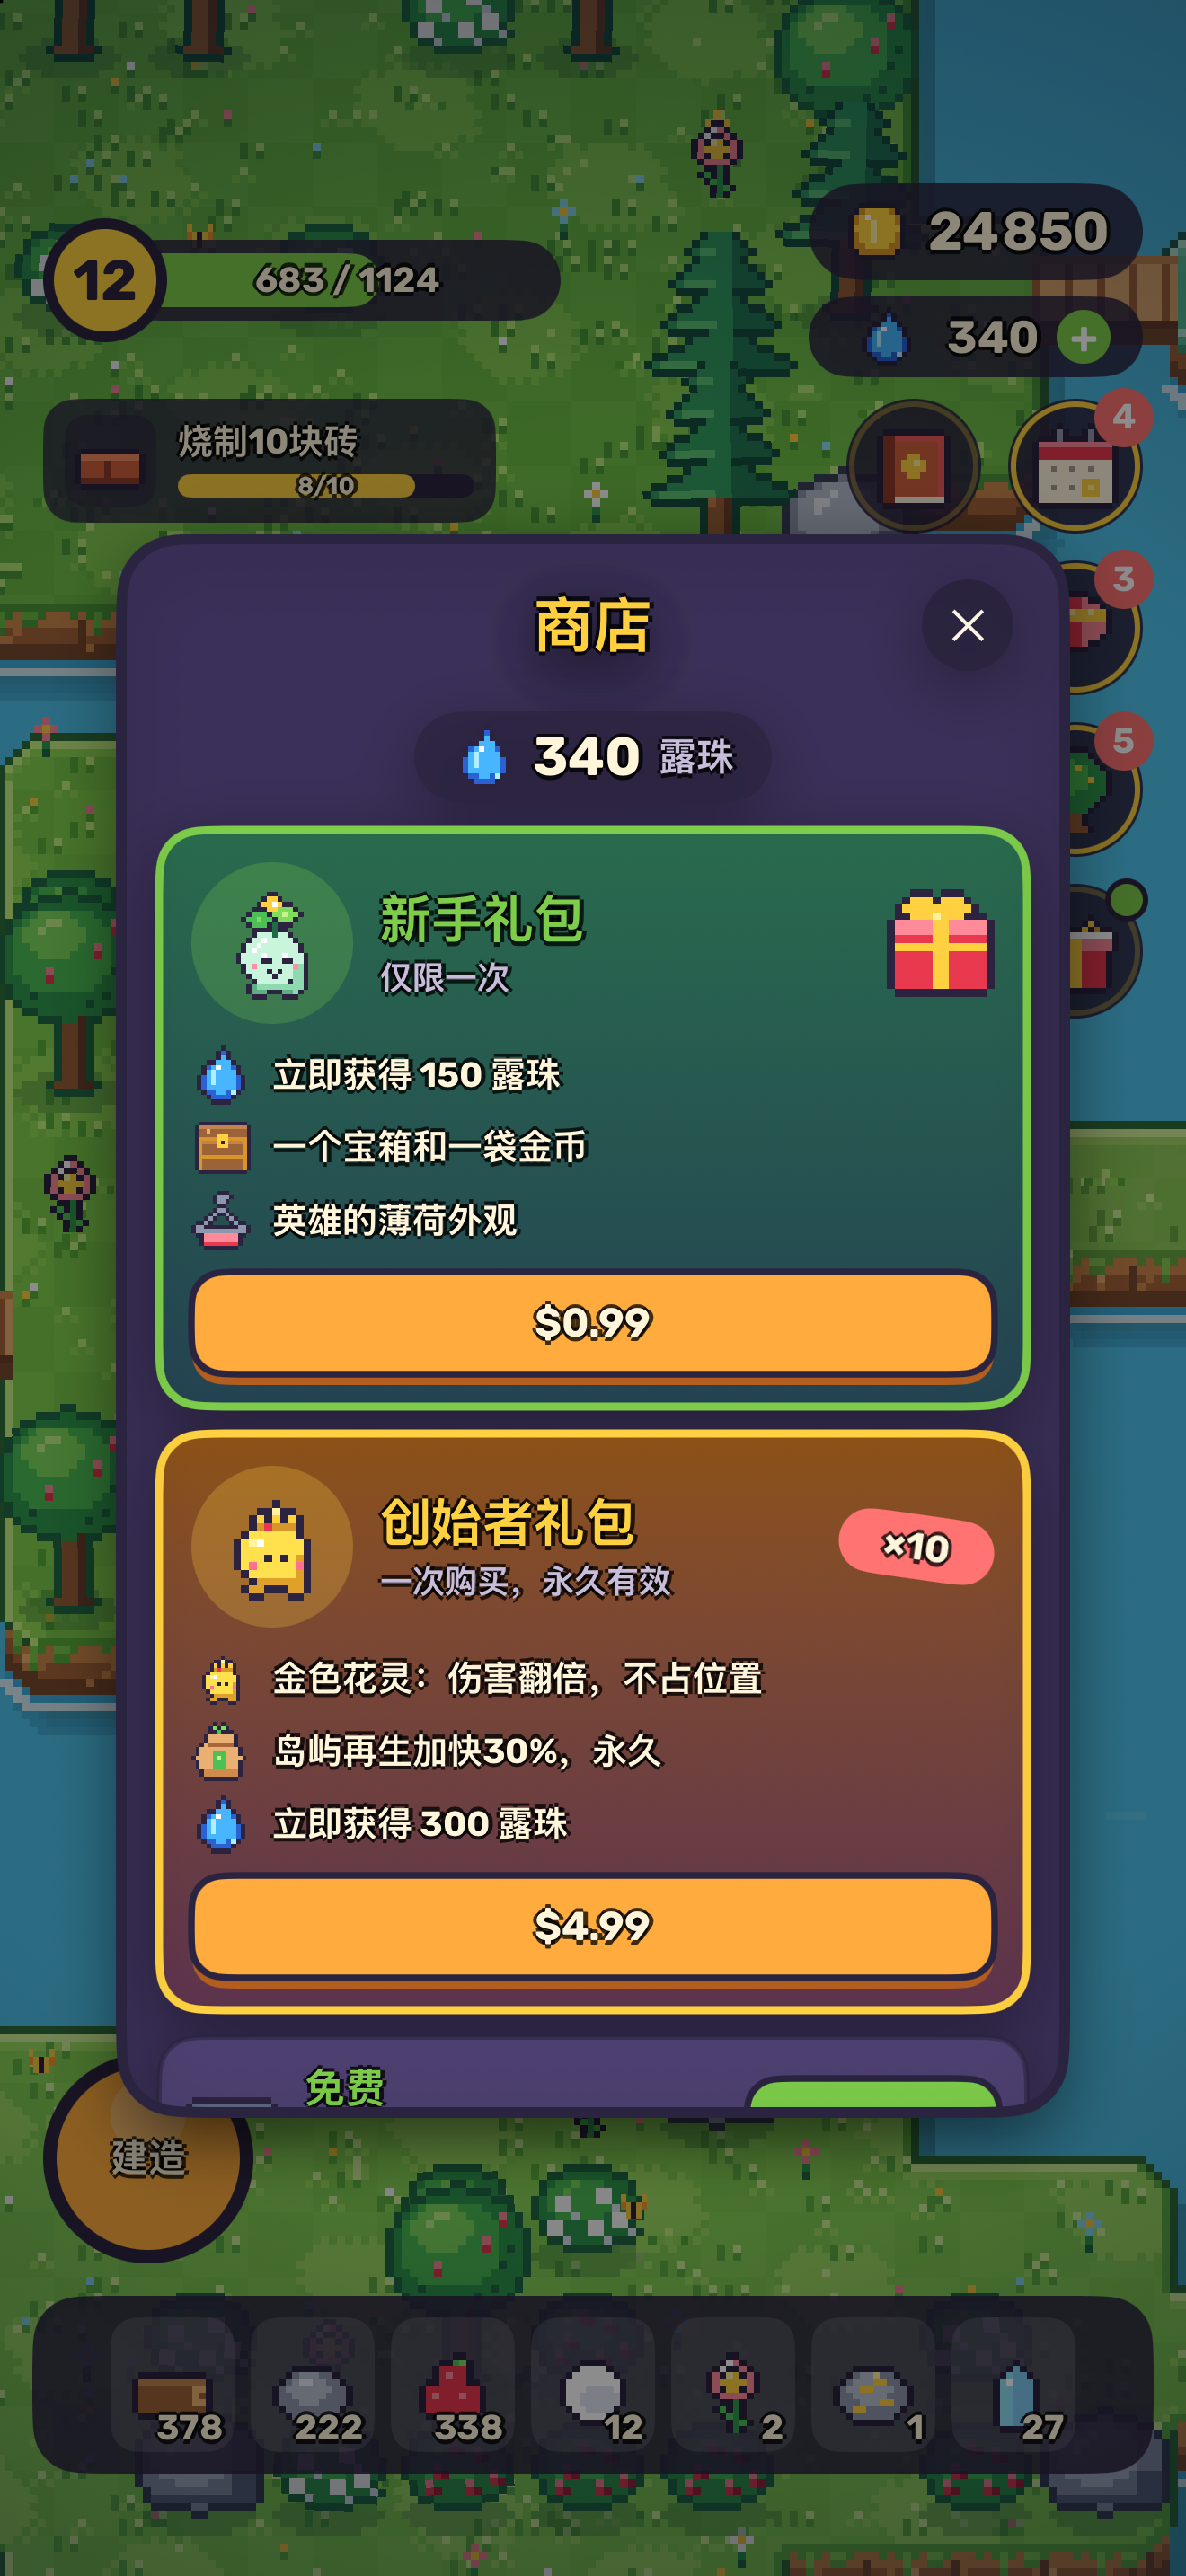 24850
12
683 / 1124
340
+
烧制10块砖
8/10
4
3
5
商店
340 露珠
新手礼包
仅限一次
立即获得 150 露珠
一个宝箱和一袋金币
英雄的薄荷外观
$0.99
创始者礼包
一次购买，永久有效
×10
金色花灵：伤害翻倍，不占位置
岛屿再生加快30%，永久
立即获得 300 露珠
$4.99
免费
建造
378
222
338
12
2
1
27